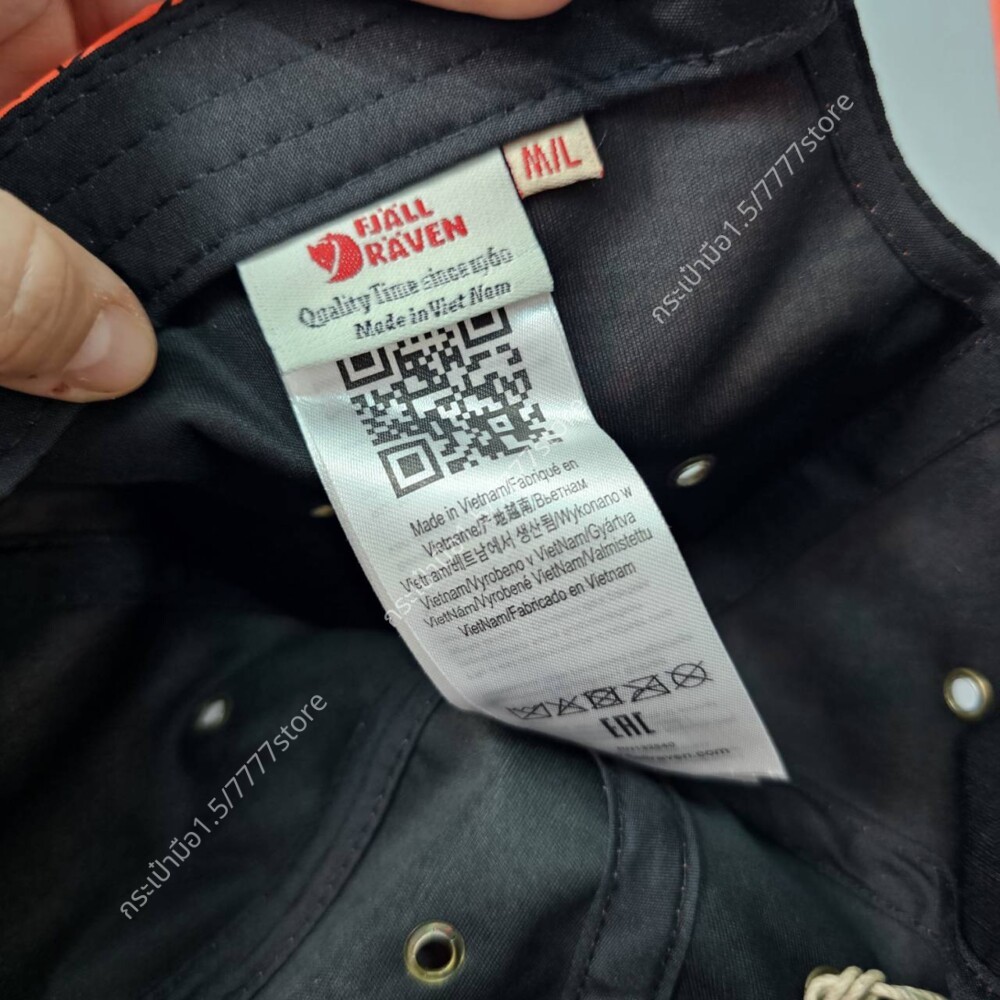 M/L
FJÄLL
RÄVEN
Quality Time since 1960
Made in Viet Nam
Made in Vietnam/Fabriqué en
Vietname/产地越南/Вьетнам
Vietnam/베트남에서 생산됨/Wykonano w
Vietnam/Vyrobeno v VietNam/Gyártva
VietNám/Vyrobené VietNam/Valmistettu
VietNam/Fabricado en Vietnam
EAC
กระเป๋ามือ1.5/7777store
กระเป๋ามือ1.5/7777store
กระเป๋ามือ1.5/7777store